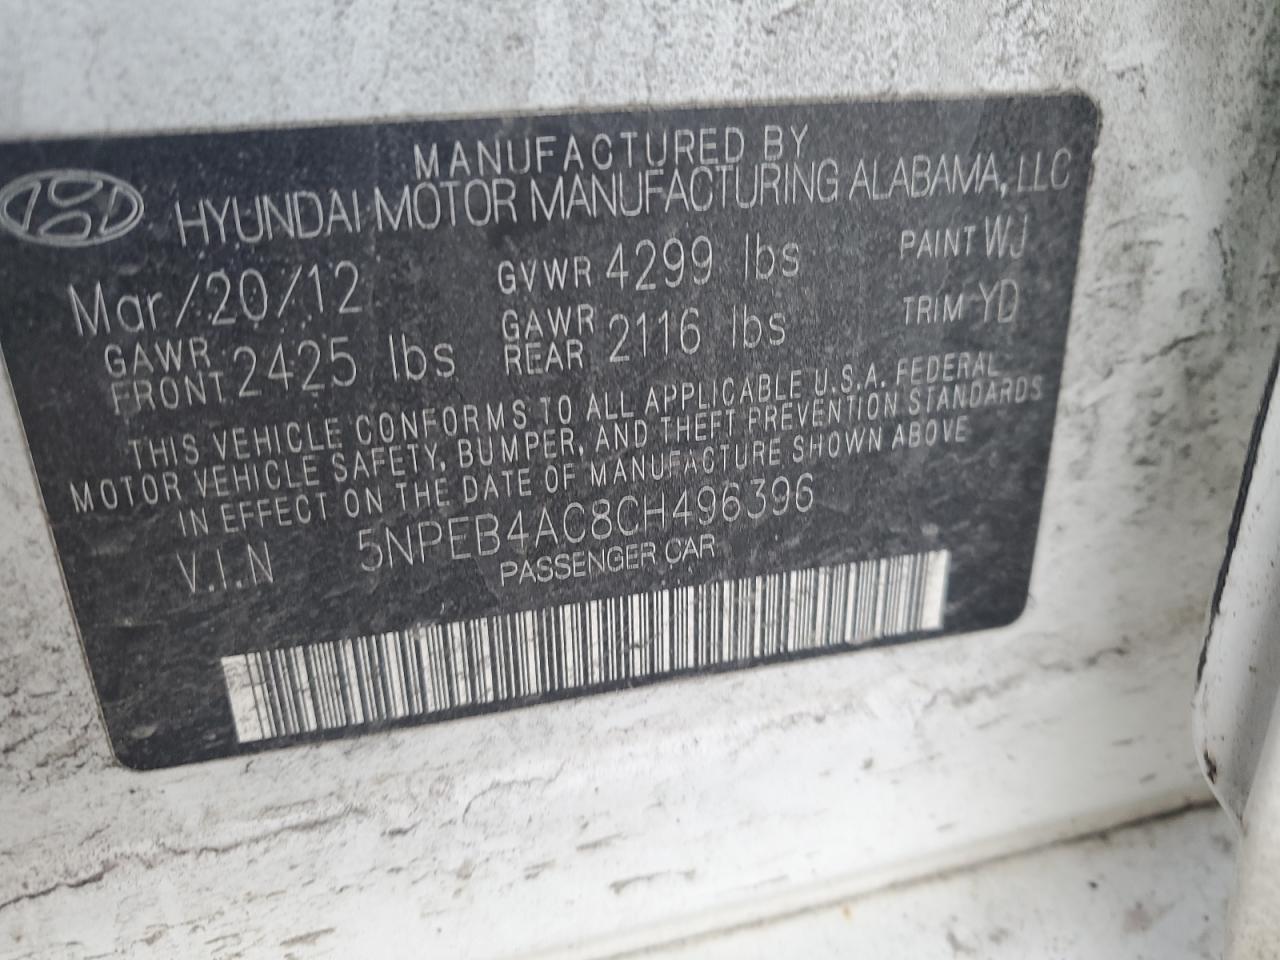 MANUFACTURED BY
HYUNDAI MOTOR MANUFACTURING ALABAMA, LLC
Mar/20/12 GVWR 4299 lbs PAINT WJ
GAWR FRONT 2425 lbs GAWR REAR 2116 lbs TRIM YD
THIS VEHICLE CONFORMS TO ALL APPLICABLE U.S.A. FEDERAL
MOTOR VEHICLE SAFETY, BUMPER, AND THEFT PREVENTION STANDARDS
IN EFFECT ON THE DATE OF MANUFACTURE SHOWN ABOVE
V.I.N 5NPEB4AC8CH496396
PASSENGER CAR